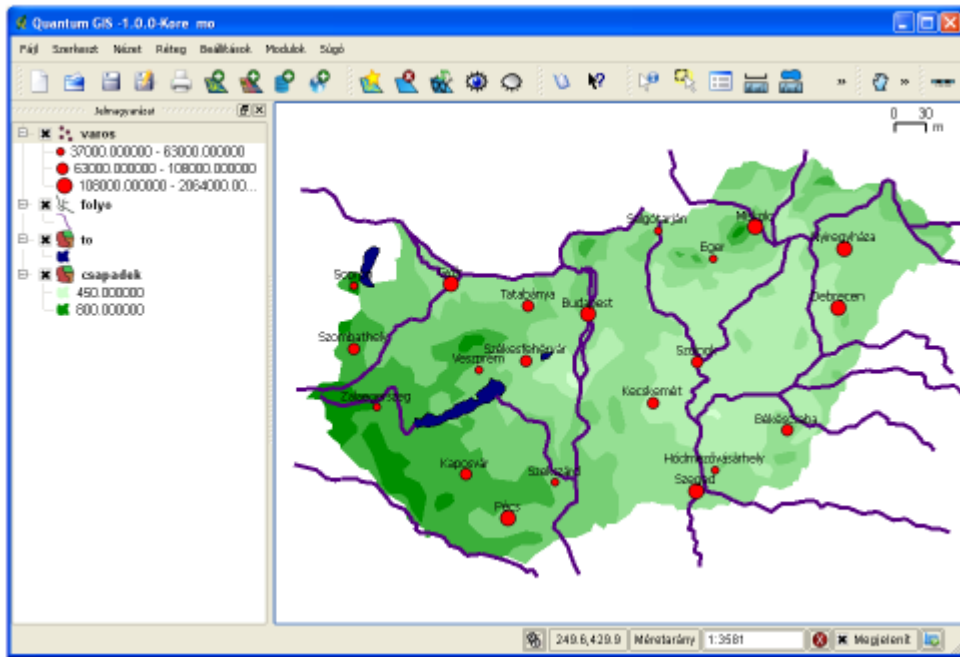 Quantum GIS -1.0.0-Kore mo
Fájl Szerkeszt Nézet Réteg Beállítások Modulok Súgó
» »
Jelmagyarázat
varos
37000.000000 - 63000.000000
63000.000000 - 108000.000000
108000.000000 - 2064000.00...
folyo
to
csapadek
450.000000
800.000000
0 30
m
Salgótarján
Miskolc
Eger
Nyíregyháza
Sopron
Győr
Tatabánya
Budapest
Debrecen
Szombathely
Székesfehérvár
Veszprém
Szolnok
Zalaegerszeg
Kecskemét
Békéscsaba
Kaposvár
Szekszárd
Hódmezővásárhely
Szeged
Pécs
249.6,429.9 Méretarány 1:3581 Megjelenít